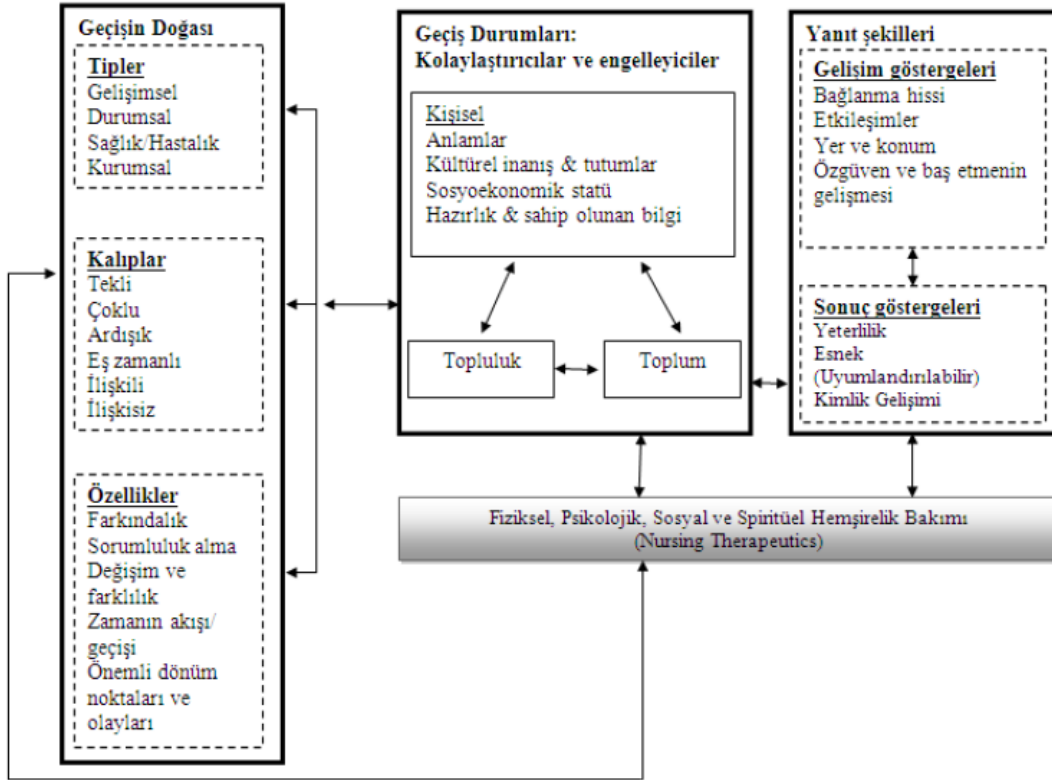 Geçişin Doğası
Tipler
Gelişimsel
Durumsal
Sağlık/Hastalık
Kurumsal
Kalıplar
Tekli
Çoklu
Ardışık
Eş zamanlı
İlişkili
İlişkisiz
Özellikler
Farkındalık
Sorumluluk alma
Değişim ve
farklılık
Zamanın akışı/
geçişi
Önemli dönüm
noktaları ve
olayları
Geçiş Durumları:
Kolaylaştırıcılar ve engelleyiciler
Kişisel
Anlamlar
Kültürel inanış & tutumlar
Sosyoekonomik statü
Hazırlık & sahip olunan bilgi
Topluluk
Toplum
Yanıt şekilleri
Gelişim göstergeleri
Bağlanma hissi
Etkileşimler
Yer ve konum
Özgüven ve baş etmenin
gelişmesi
Sonuç göstergeleri
Yeterlilik
Esnek
(Uyumlandırılabilir)
Kimlik Gelişimi
Fiziksel, Psikolojik, Sosyal ve Spiritüel Hemşirelik Bakımı
(Nursing Therapeutics)